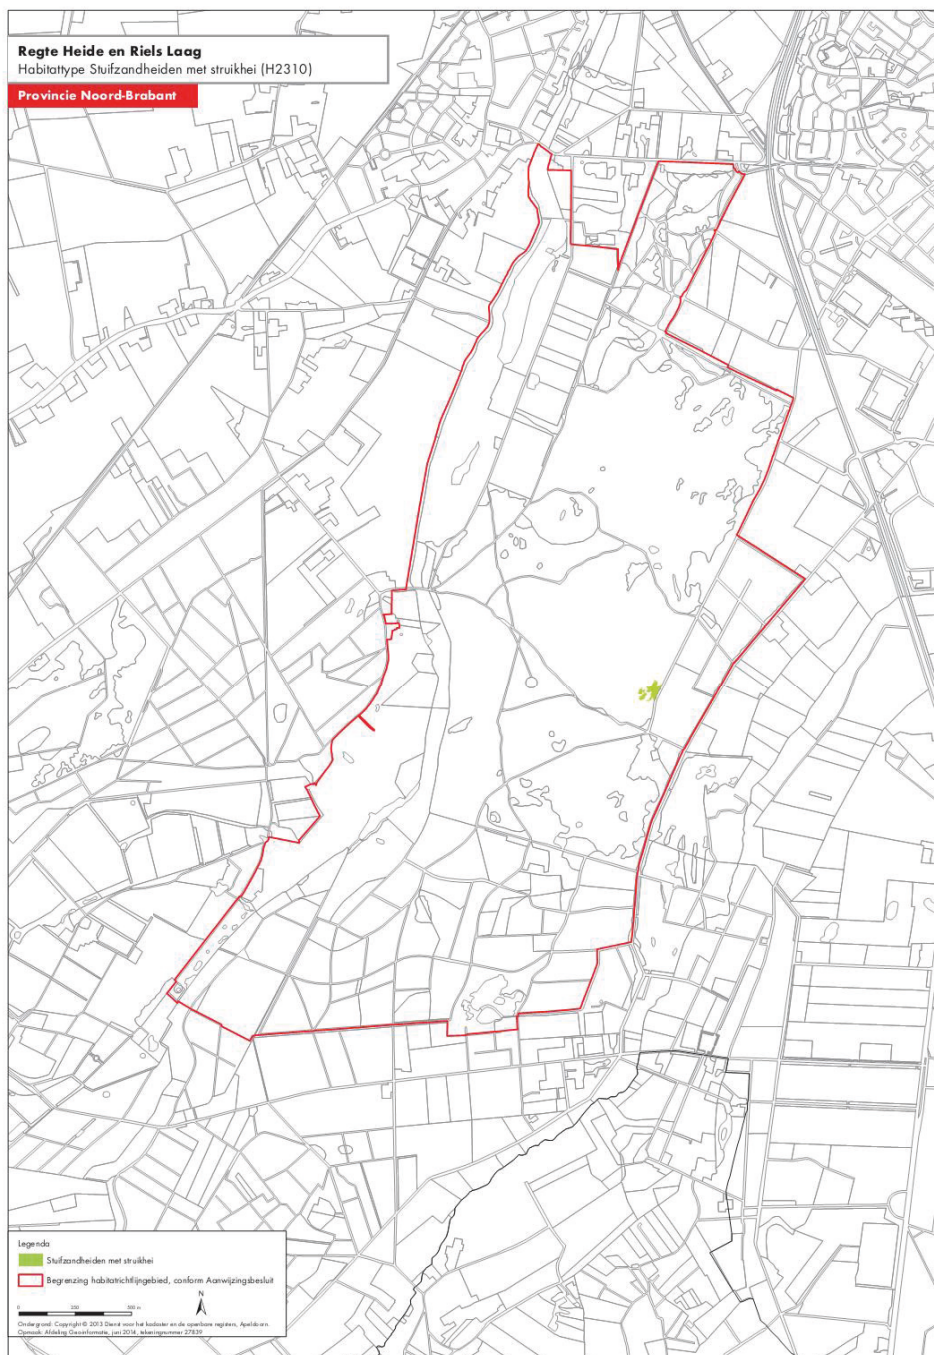 Regte Heide en Riels Laag
Habitattype Stuifzandheiden met struikhei (H2310)
Provincie Noord-Brabant
Legenda
Stuifzandheiden met struikhei
Begrenzing habitatrichtlijngebied, conform Aanwijzingsbesluit
N
0 250 500 m
Ondergrond: Copyright © 2013 Dienst voor het kadaster en de openbare registers, Apeldoorn
Opmaak: Afdeling Geo-informatie, juni 2014, tekeningnummer 27839